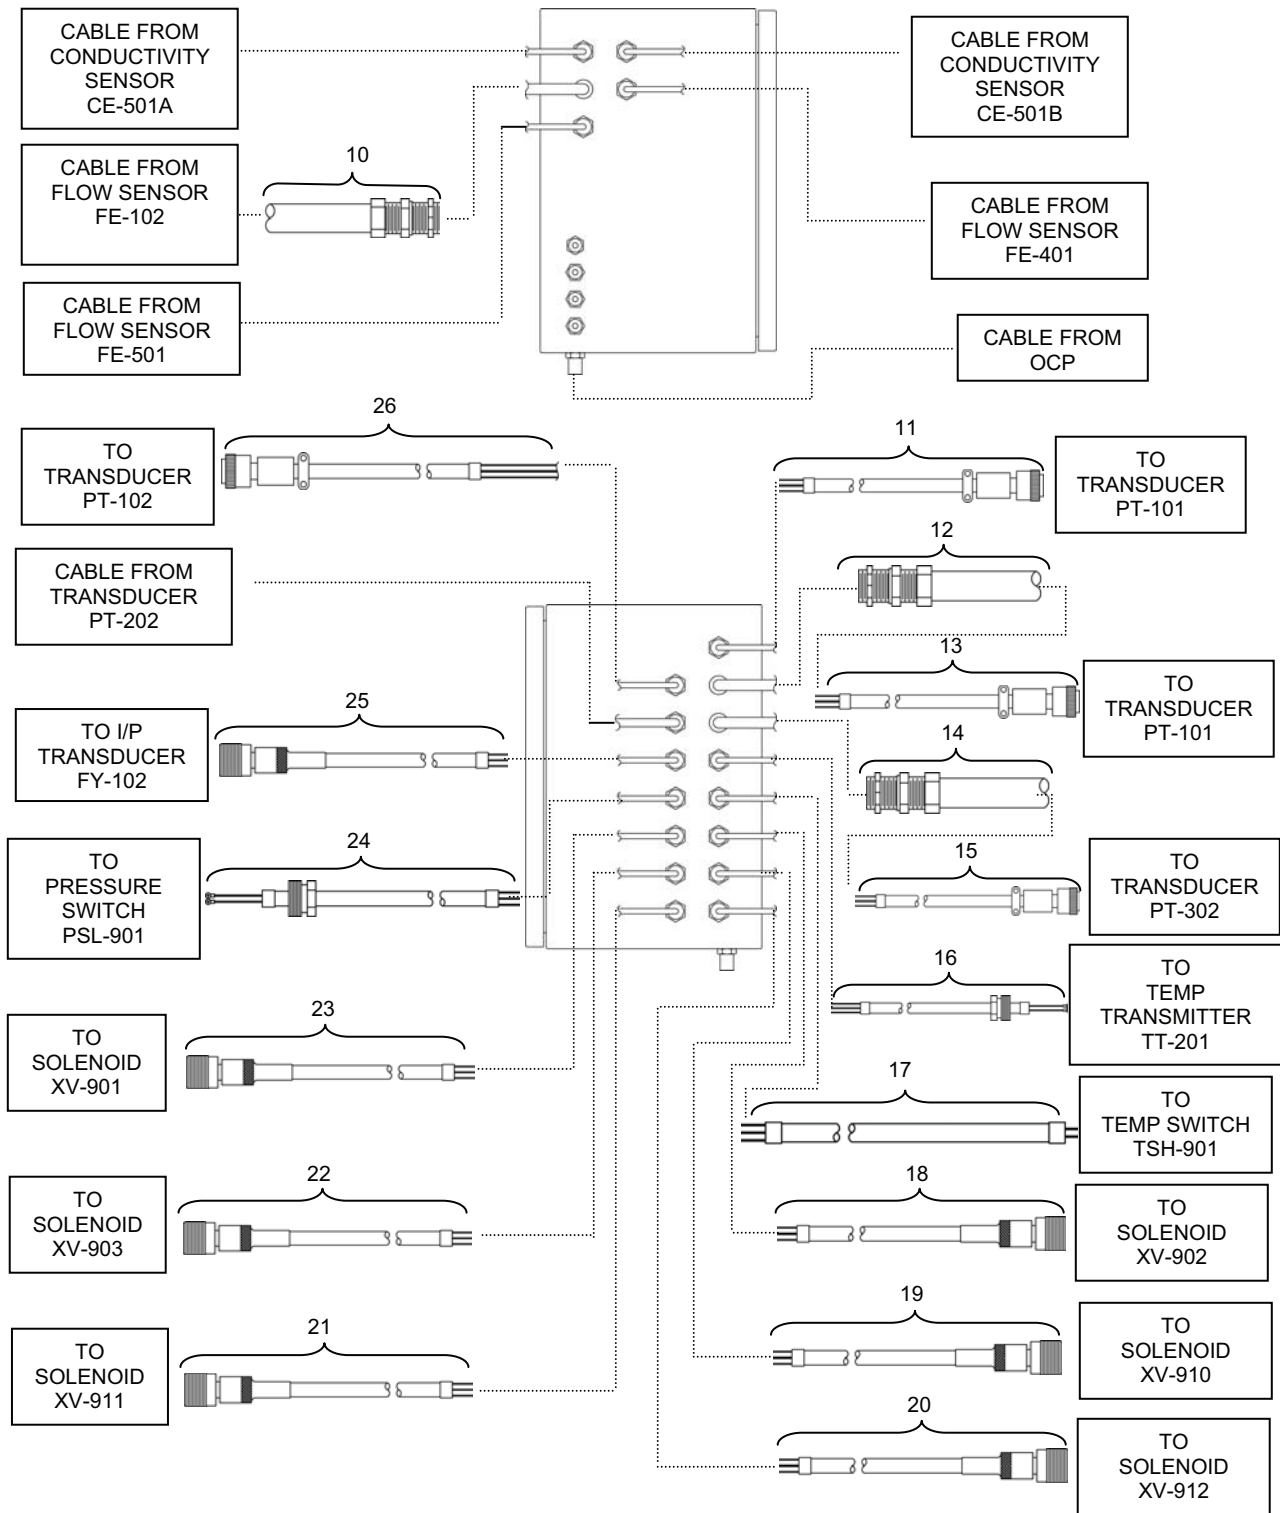 CABLE FROM
CONDUCTIVITY
SENSOR
CE-501A
CABLE FROM
CONDUCTIVITY
SENSOR
CE-501B
CABLE FROM
FLOW SENSOR
FE-102
10
CABLE FROM
FLOW SENSOR
FE-401
CABLE FROM
FLOW SENSOR
FE-501
CABLE FROM
OCP
26
TO
TRANSDUCER
PT-102
11
TO
TRANSDUCER
PT-101
12
CABLE FROM
TRANSDUCER
PT-202
13
TO
TRANSDUCER
PT-101
25
TO I/P
TRANSDUCER
FY-102
14
24
TO
PRESSURE
SWITCH
PSL-901
15
TO
TRANSDUCER
PT-302
16
TO
TEMP
TRANSMITTER
TT-201
23
TO
SOLENOID
XV-901
17
TO
TEMP SWITCH
TSH-901
22
TO
SOLENOID
XV-903
18
TO
SOLENOID
XV-902
21
TO
SOLENOID
XV-911
19
TO
SOLENOID
XV-910
20
TO
SOLENOID
XV-912